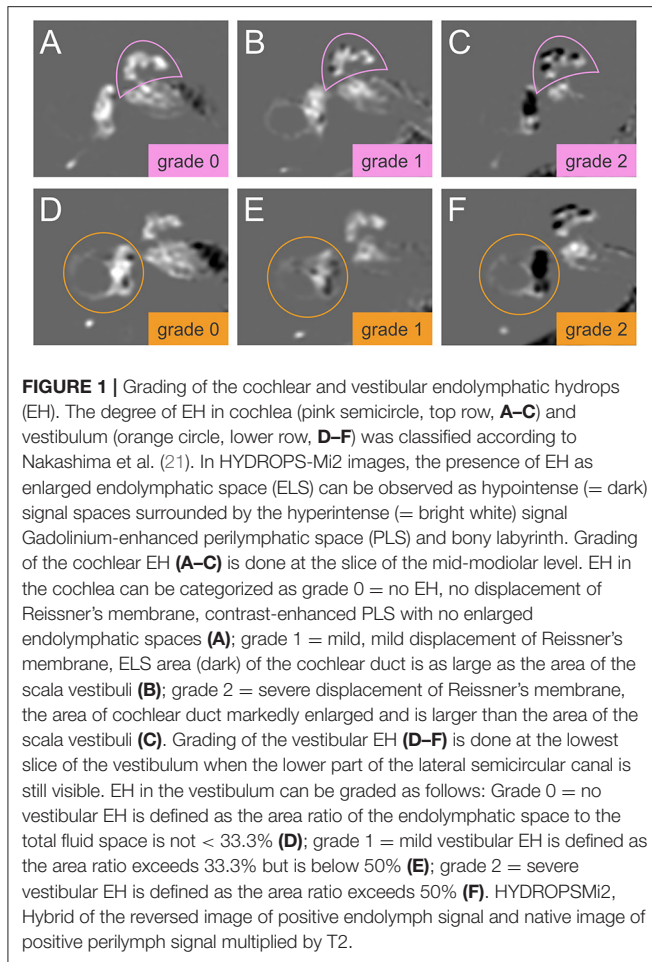 A
B
C
grade 0
grade 1
grade 2
D
E
F
grade 0
grade 1
grade 2
FIGURE 1 | Grading of the cochlear and vestibular endolymphatic hydrops
(EH). The degree of EH in cochlea (pink semicircle, top row, A–C) and
vestibulum (orange circle, lower row, D–F) was classified according to
Nakashima et al. (21). In HYDROPS-Mi2 images, the presence of EH as
enlarged endolymphatic space (ELS) can be observed as hypointense (= dark)
signal spaces surrounded by the hyperintense (= bright white) signal
Gadolinium-enhanced perilymphatic space (PLS) and bony labyrinth. Grading
of the cochlear EH (A–C) is done at the slice of the mid-modiolar level. EH in
the cochlea can be categorized as grade 0 = no EH, no displacement of
Reissner's membrane, contrast-enhanced PLS with no enlarged
endolymphatic spaces (A); grade 1 = mild, mild displacement of Reissner's
membrane, ELS area (dark) of the cochlear duct is as large as the area of the
scala vestibuli (B); grade 2 = severe displacement of Reissner's membrane,
the area of cochlear duct markedly enlarged and is larger than the area of the
scala vestibuli (C). Grading of the vestibular EH (D–F) is done at the lowest
slice of the vestibulum when the lower part of the lateral semicircular canal is
still visible. EH in the vestibulum can be graded as follows: Grade 0 = no
vestibular EH is defined as the area ratio of the endolymphatic space to the
total fluid space is not < 33.3% (D); grade 1 = mild vestibular EH is defined as
the area ratio exceeds 33.3% but is below 50% (E); grade 2 = severe
vestibular EH is defined as the area ratio exceeds 50% (F). HYDROPSMi2,
Hybrid of the reversed image of positive endolymph signal and native image of
positive perilymph signal multiplied by T2.